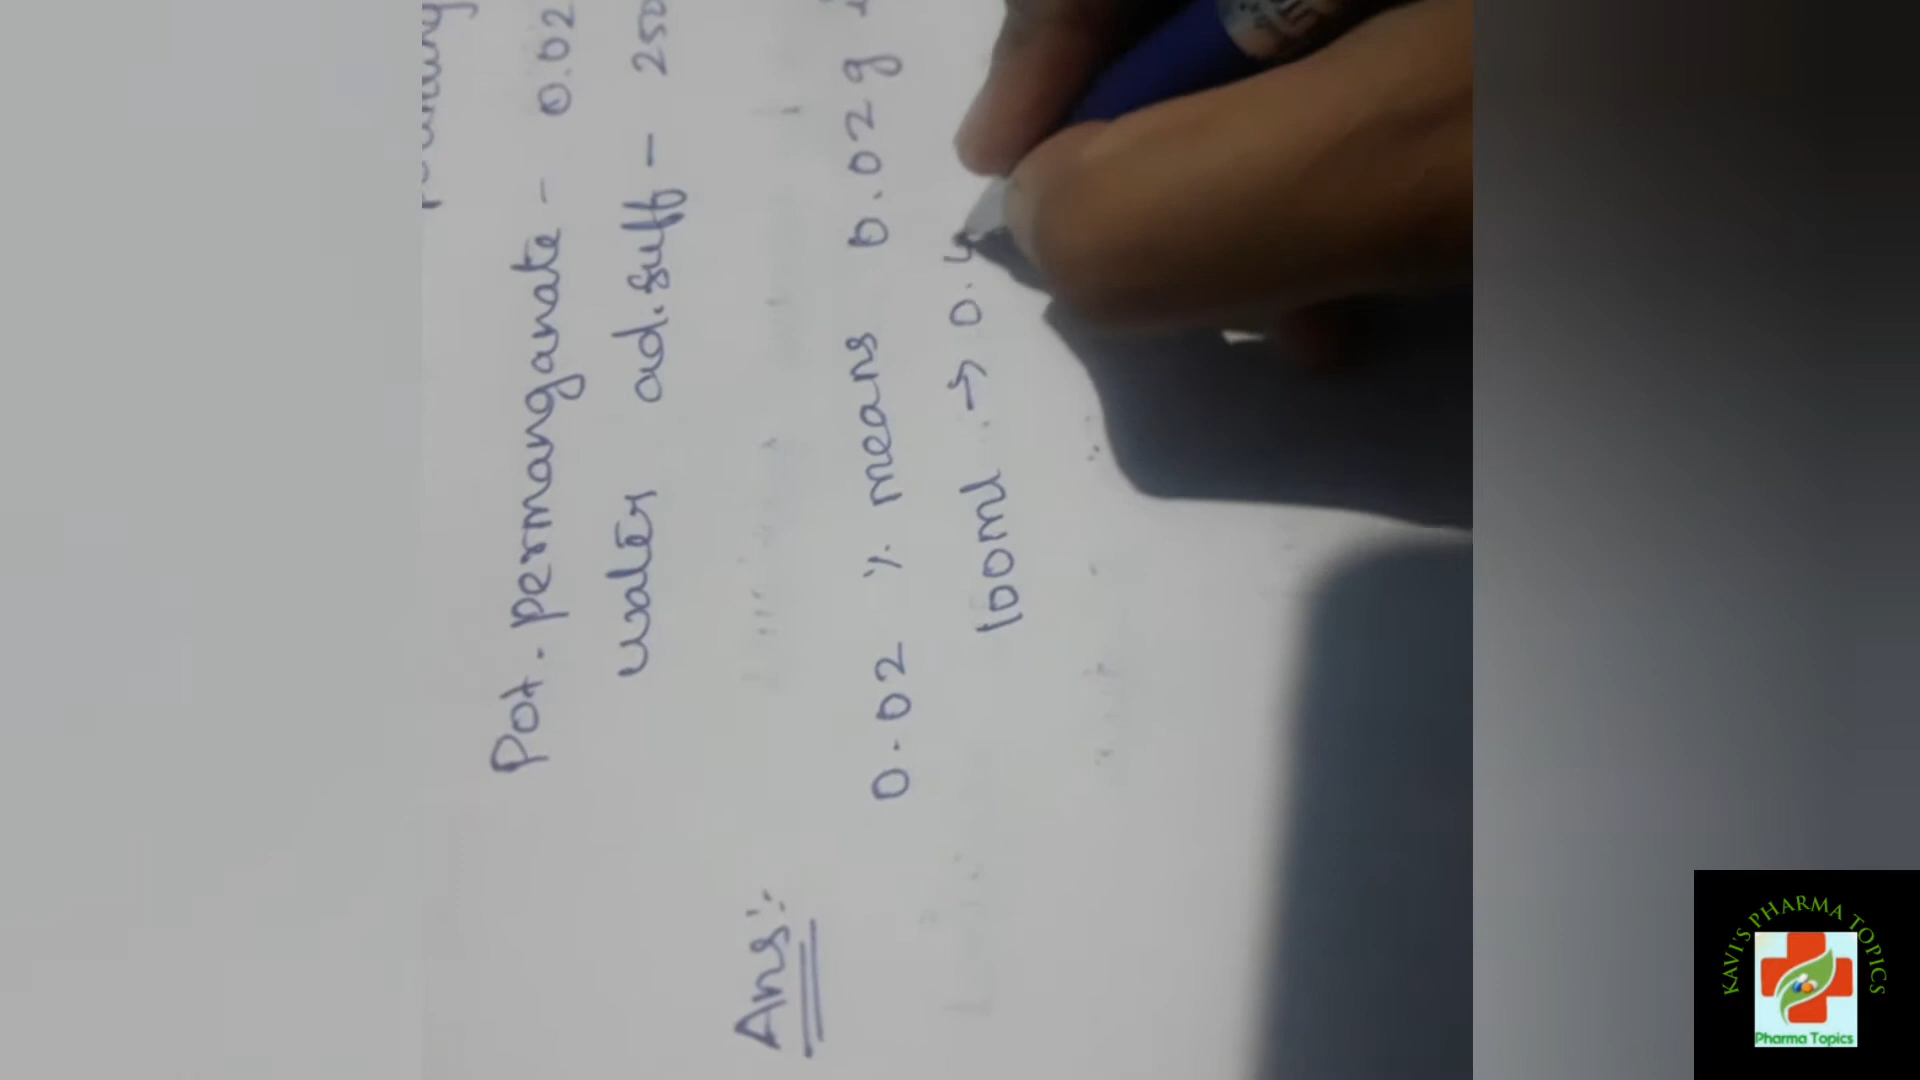 Pot. permanganate - 0.02
water ad.suff - 250
Ans:
0.02 % means 0.02g
100ml → 0.
KAVI'S PHARMA TOPICS
Pharma Topics